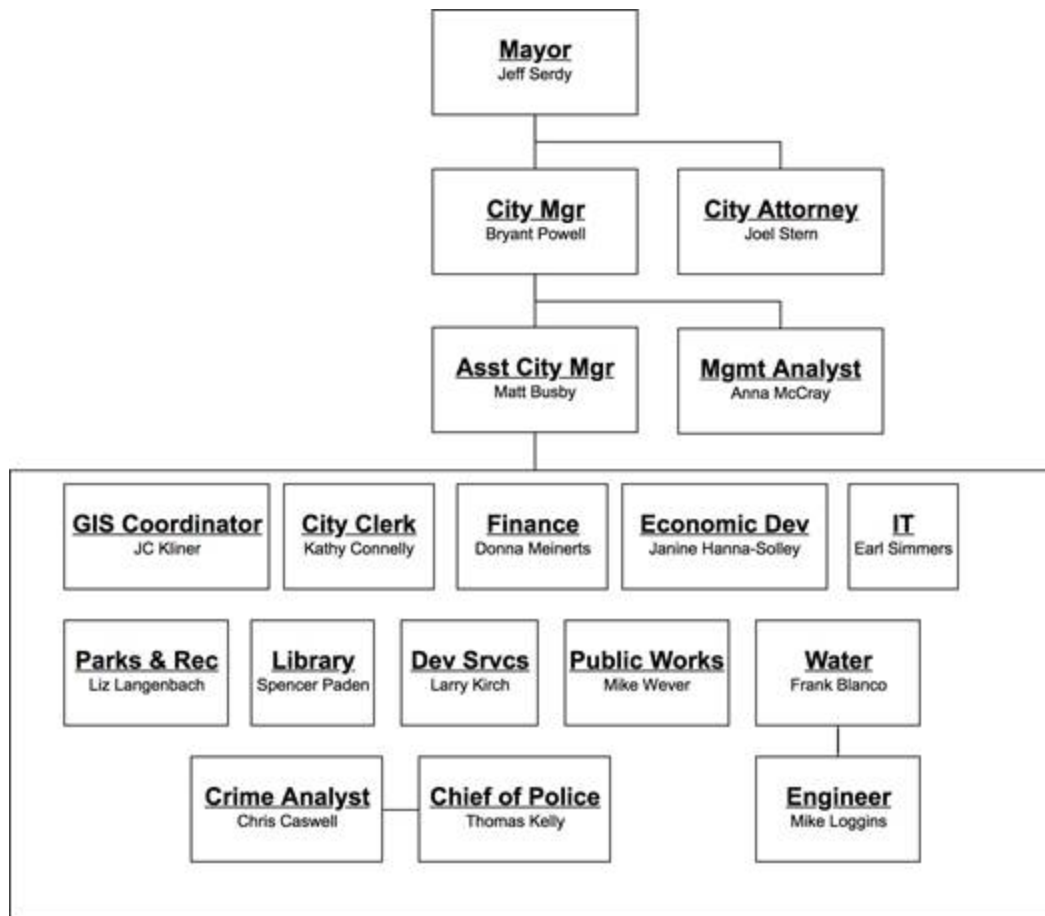 Mayor
Jeff Serdy
City Mgr
Bryant Powell
City Attorney
Joel Stern
Asst City Mgr
Matt Busby
Mgmt Analyst
Anna McCray
GIS Coordinator
JC Kliner
City Clerk
Kathy Connelly
Finance
Donna Meinerts
Economic Dev
Janine Hanna-Solley
IT
Earl Simmers
Parks & Rec
Liz Langenbach
Library
Spencer Paden
Dev Srvcs
Larry Kirch
Public Works
Mike Wever
Water
Frank Blanco
Crime Analyst
Chris Caswell
Chief of Police
Thomas Kelly
Engineer
Mike Loggins